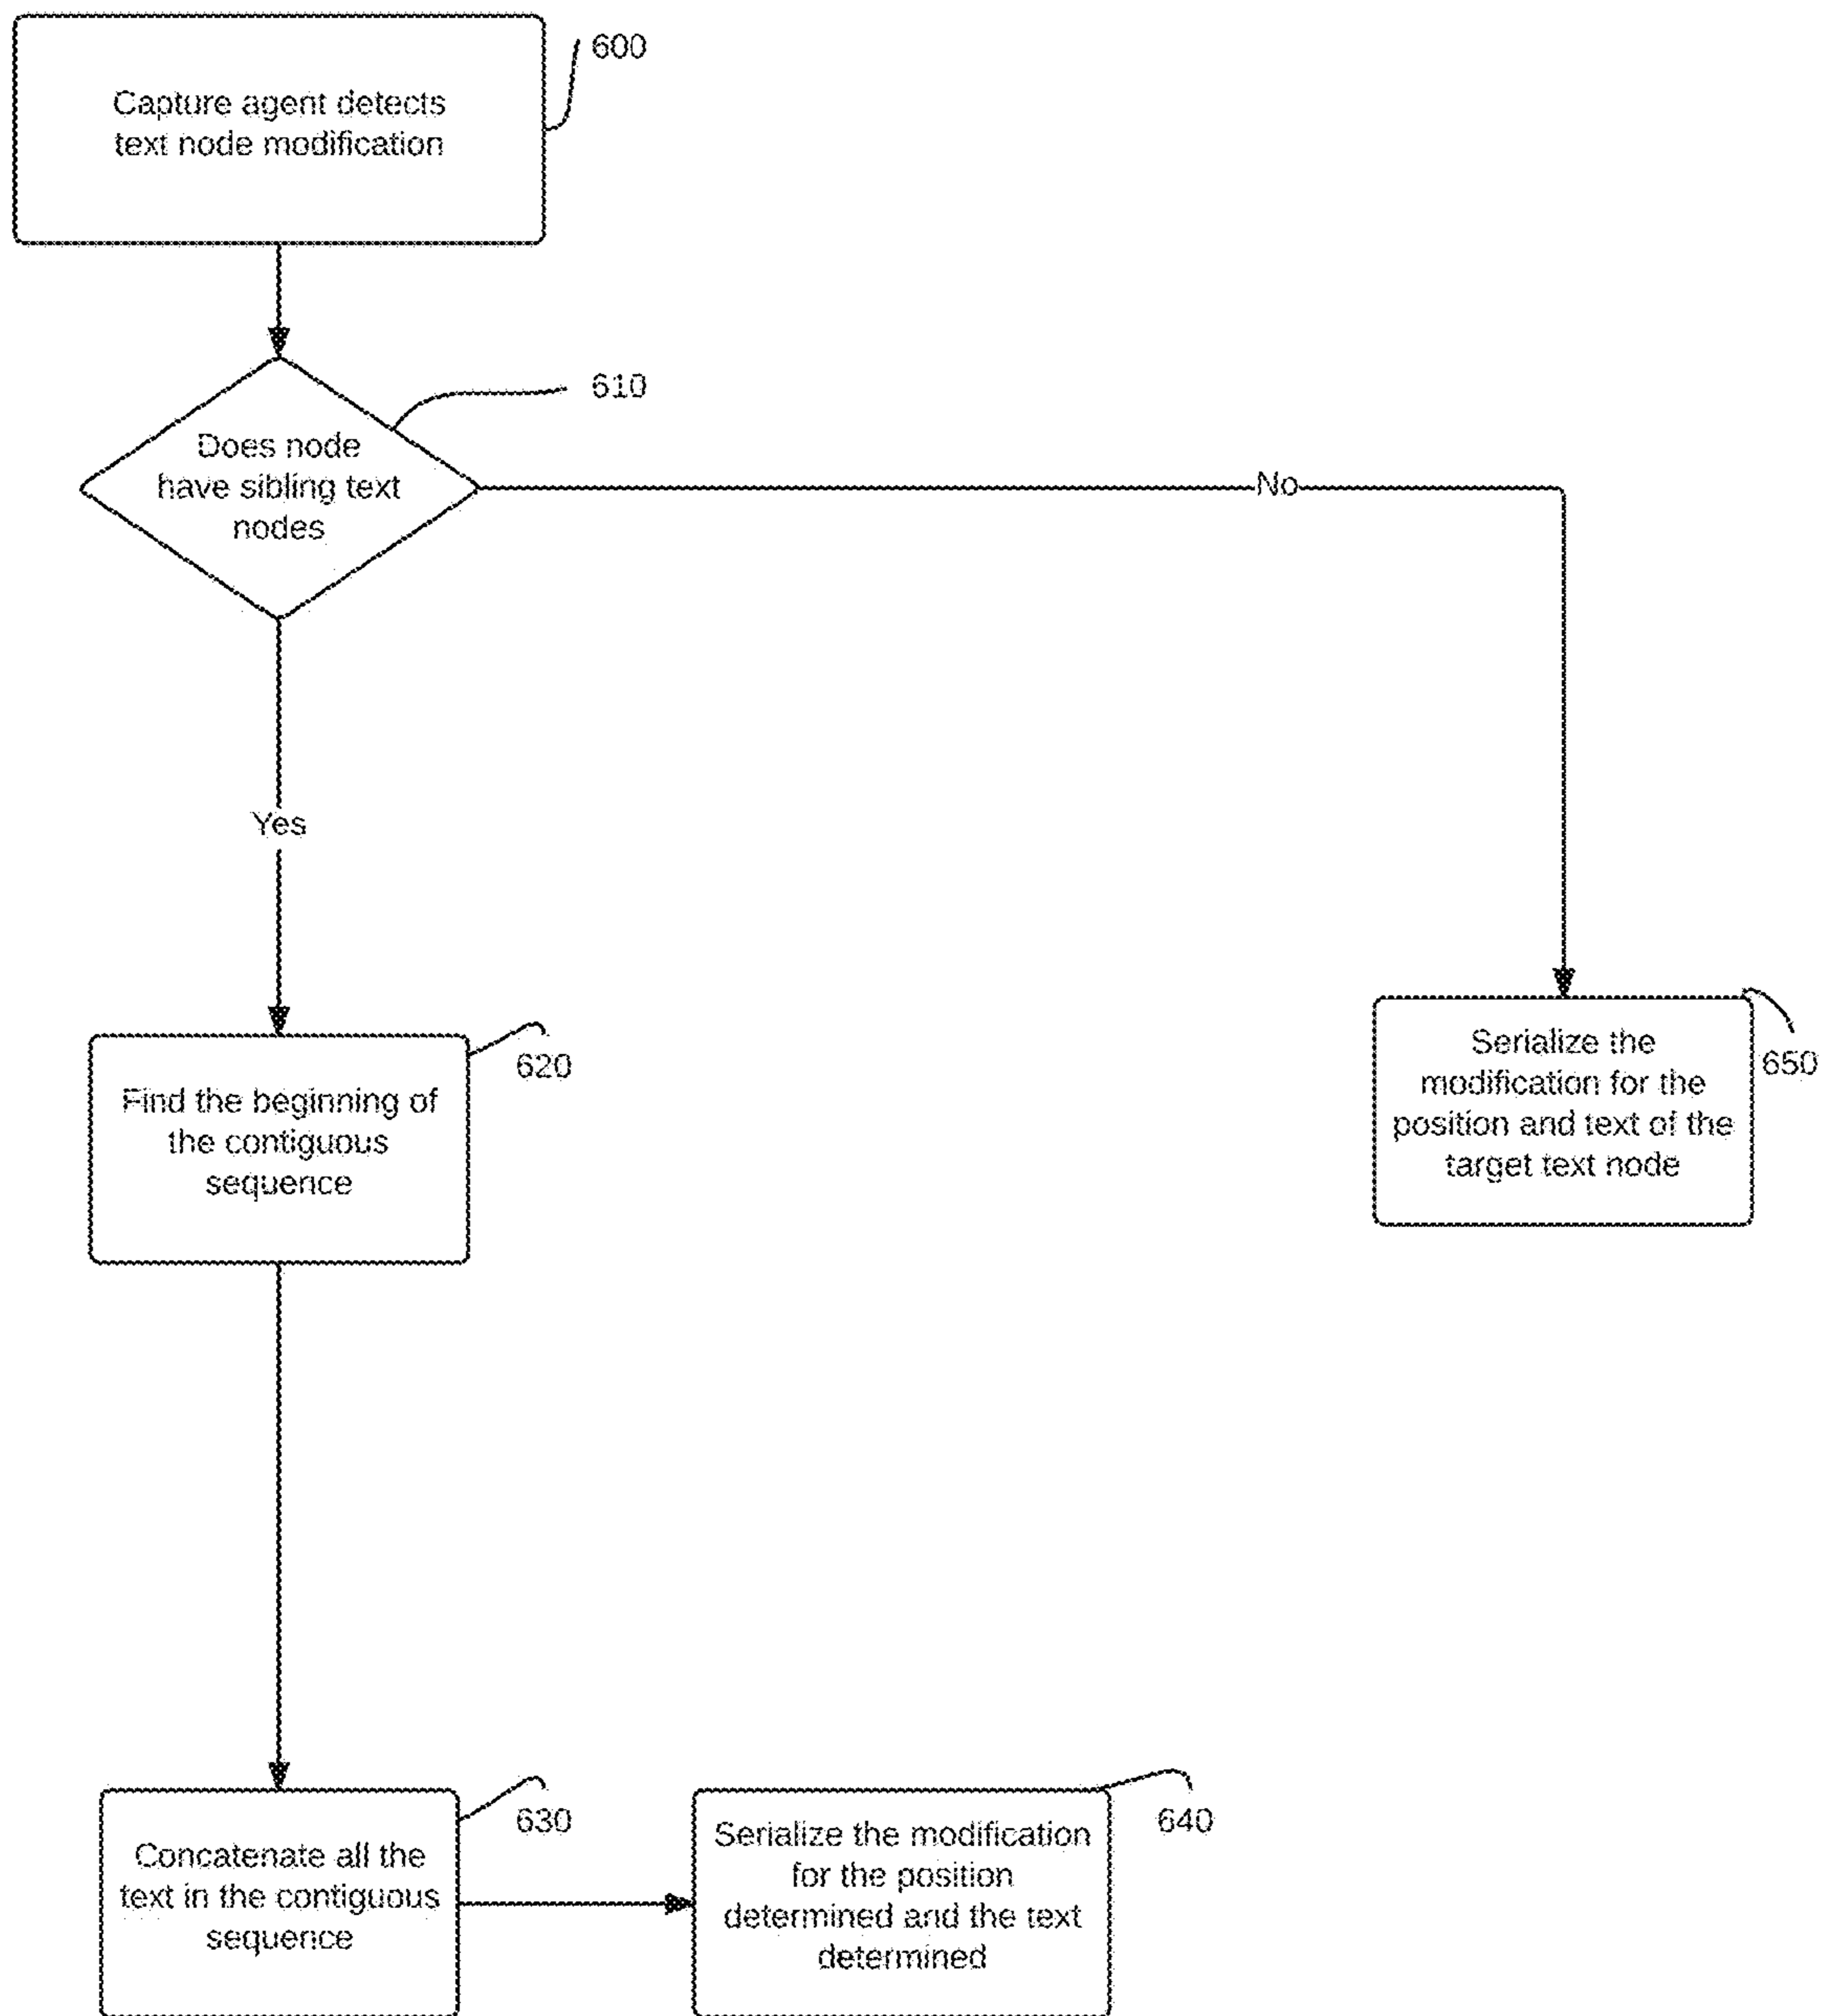 600
Capture agent detects
text node modification
610
Does node
have sibling text
nodes
No
Yes
620
Find the beginning of
the contiguous
sequence
650
Serialize the
modification for the
position and text of the
target text node
630
Concatenate all the
text in the contiguous
sequence
640
Serialize the modification
for the position
determined and the text
determined